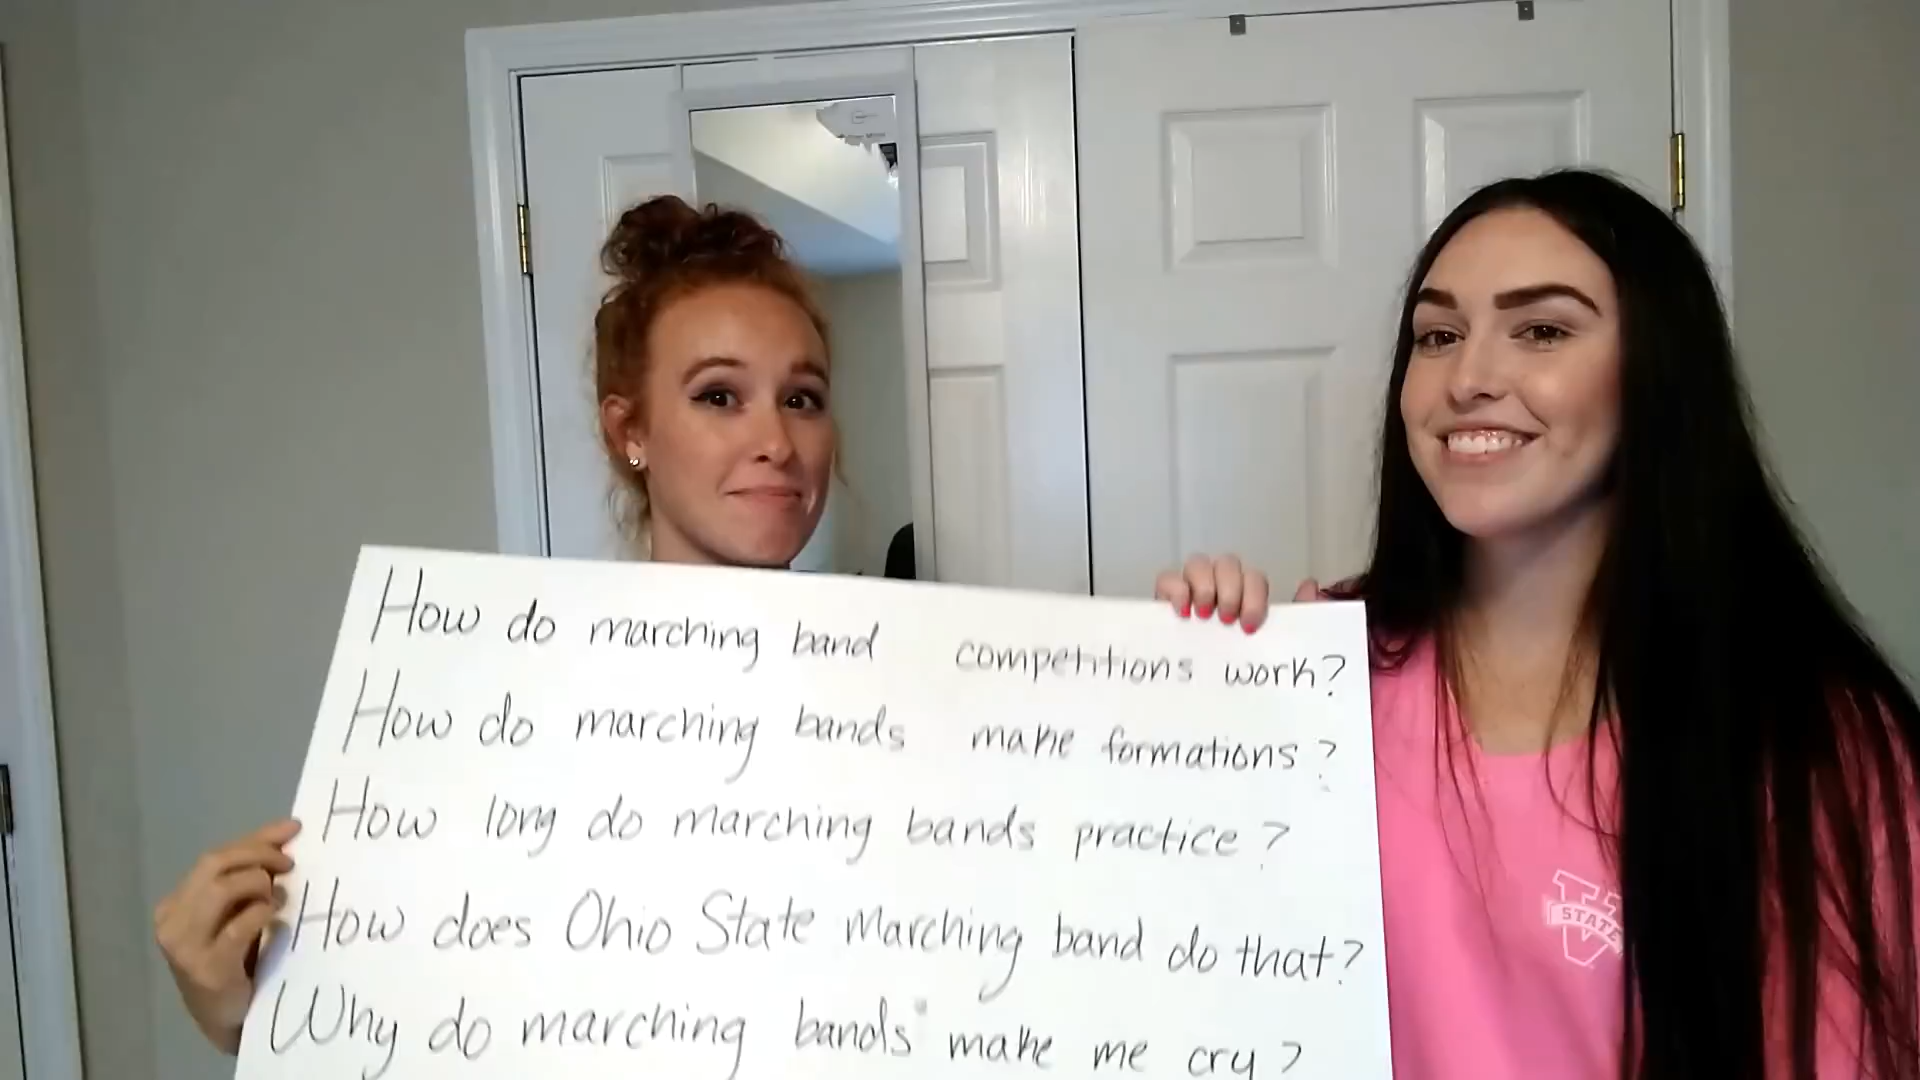 How do marching band competitions work?
How do marching bands make formations?
How long do marching bands practice?
How does Ohio State Marching band do that?
Why do marching bands make me cry?
V
STATE